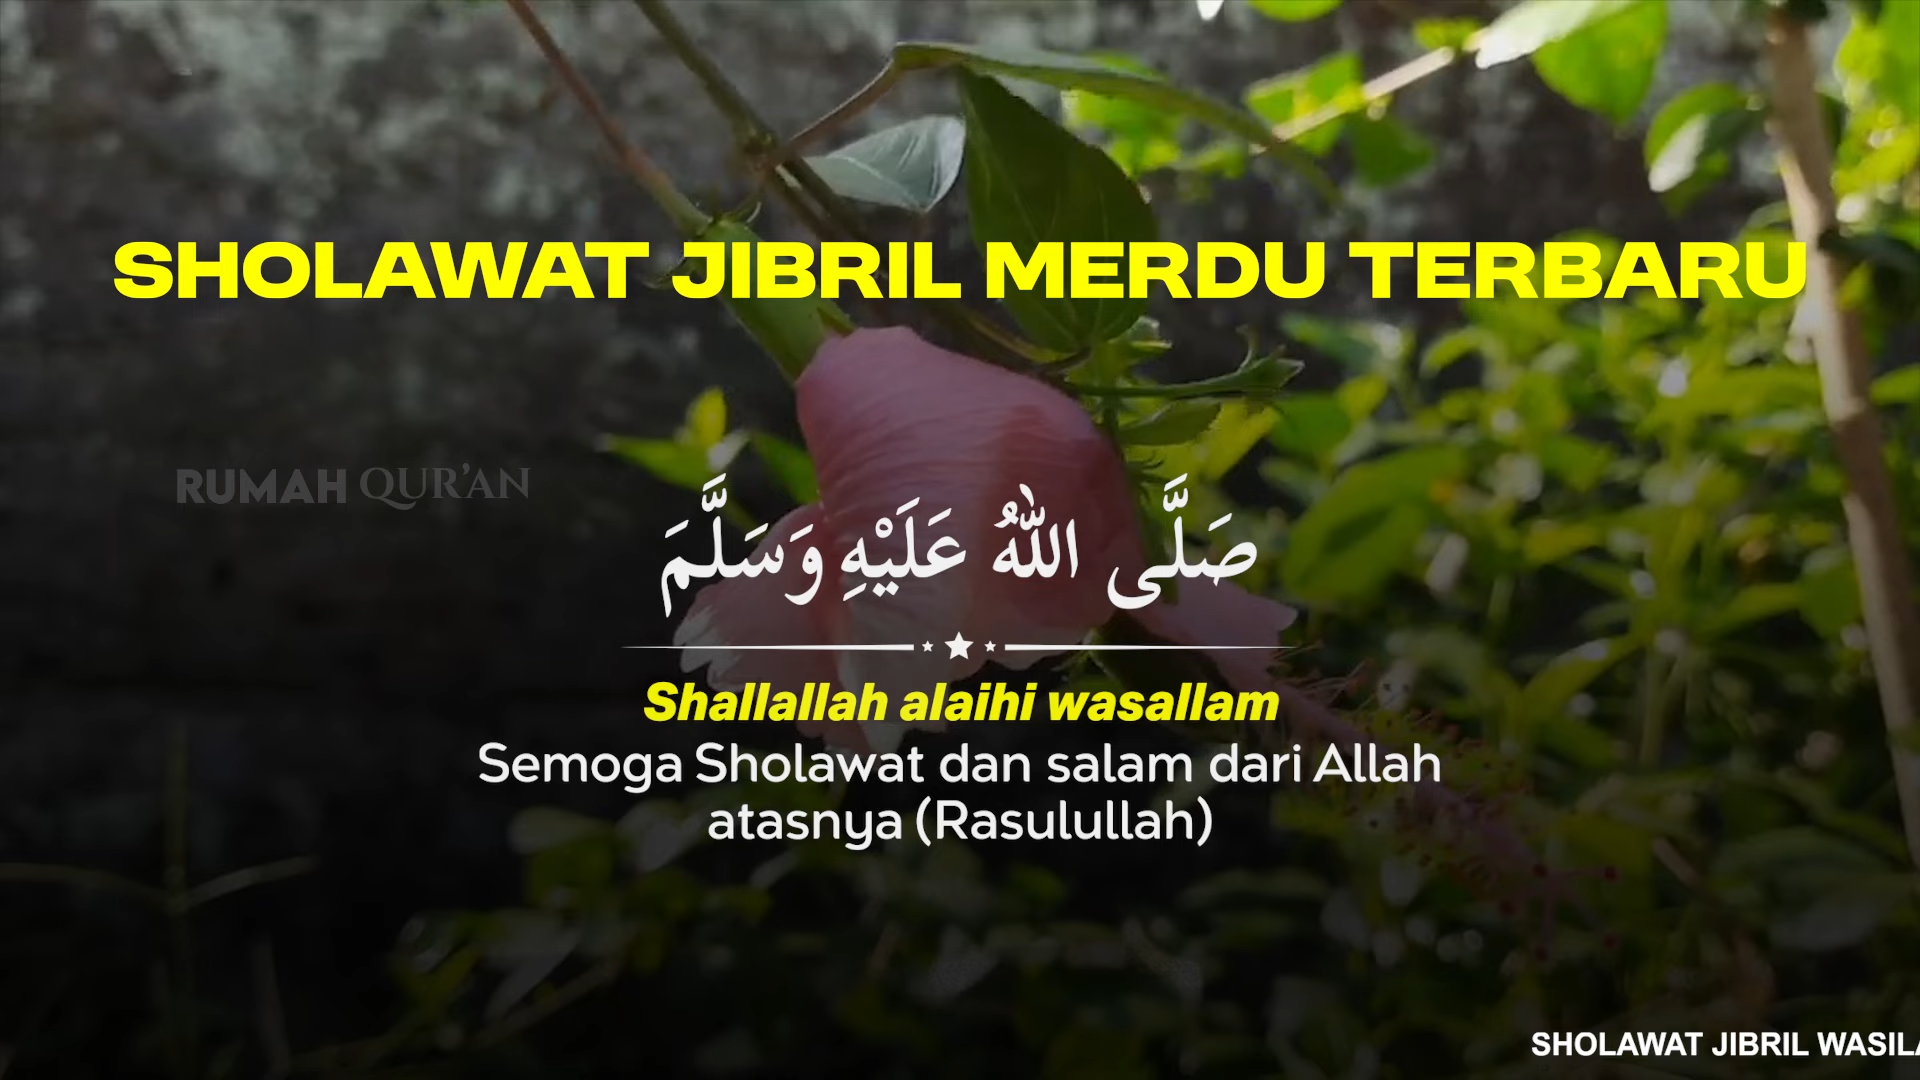 SHOLAWAT JIBRIL MERDU TERBARU
RUMAH QUR'AN
صَلَّى اللهُ عَلَيْهِ وَسَلَّمَ
Shallallah alaihi wasallam
Semoga Sholawat dan salam dari Allah
atasnya (Rasulullah)
SHOLAWAT JIBRIL